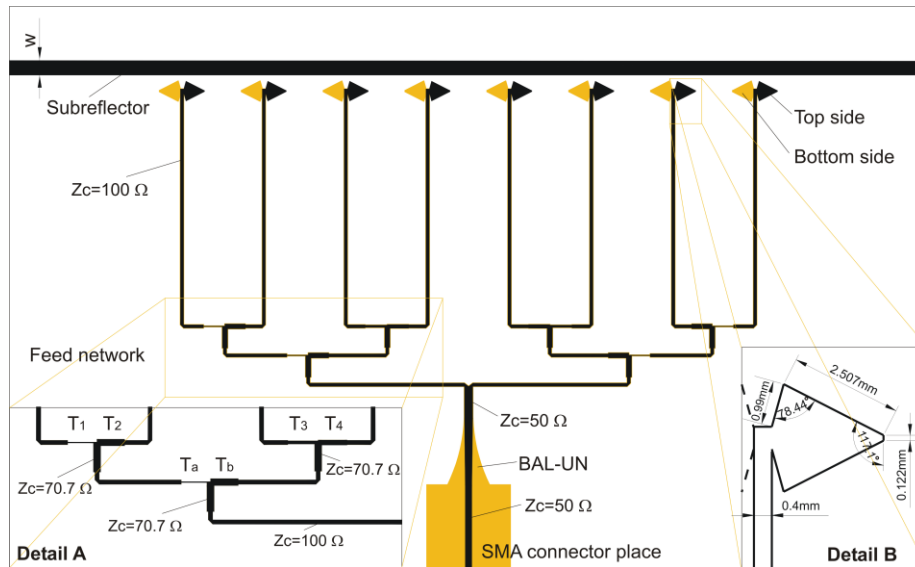 W
Subreflector
Top side
Bottom side
Zc=100 Ω
Feed network
Zc=50 Ω
BAL-UN
Zc=50 Ω
SMA connector place
T1 T2 T3 T4
Zc=70.7 Ω
Ta Tb
Zc=70.7 Ω
Zc=70.7 Ω
Zc=100 Ω
Detail A
2.507mm
0.99mm
78.44°
117.1°
0.122mm
0.4mm
Detail B